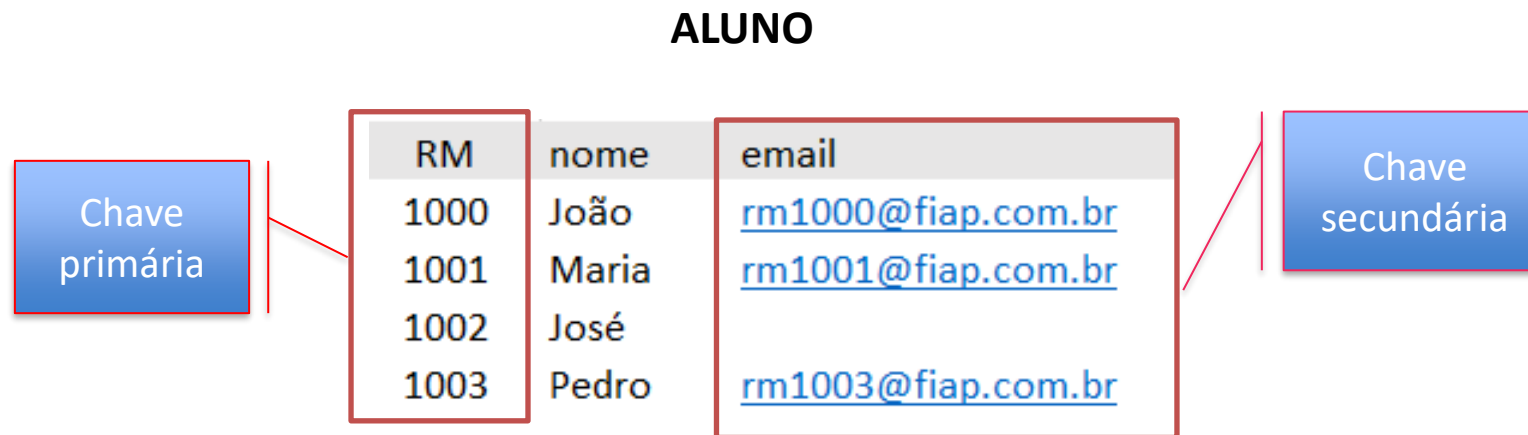 ALUNO
Chave
primária
RM nome email
1000 João rm1000@fiap.com.br
1001 Maria rm1001@fiap.com.br
1002 José
1003 Pedro rm1003@fiap.com.br
Chave
secundária